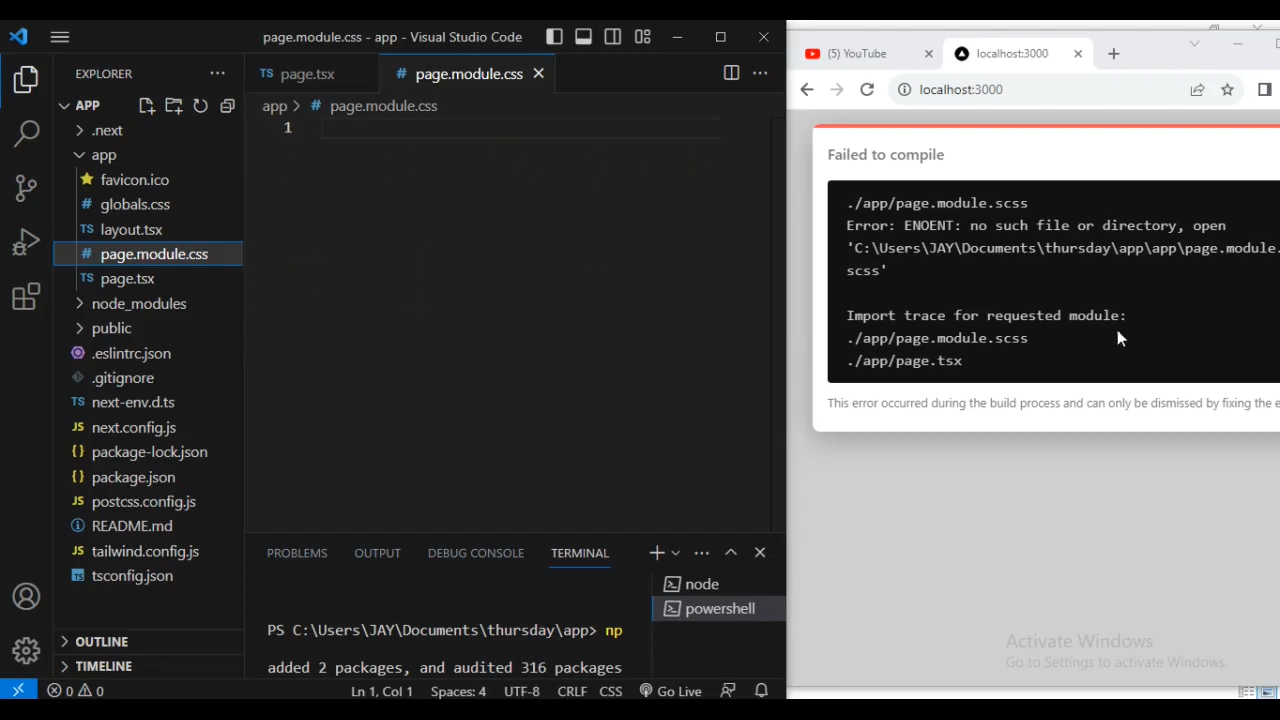 page.module.css - app - Visual Studio Code
EXPLORER
APP
.next
app
favicon.ico
# globals.css
TS layout.tsx
# page.module.css
TS page.tsx
node_modules
public
.eslintrc.json
.gitignore
TS next-env.d.ts
JS next.config.js
{} package-lock.json
{} package.json
JS postcss.config.js
README.md
JS tailwind.config.js
tsconfig.json
OUTLINE
TIMELINE
TS page.tsx
# page.module.css
app > # page.module.css
1
PROBLEMS OUTPUT DEBUG CONSOLE TERMINAL
node
powershell
PS C:\Users\JAY\Documents\thursday\app> np
added 2 packages, and audited 316 packages
0 0 Ln 1, Col 1 Spaces: 4 UTF-8 CRLF CSS Go Live
(5) YouTube
localhost:3000
localhost:3000
Failed to compile
./app/page.module.scss
Error: ENOENT: no such file or directory, open
'C:\Users\JAY\Documents\thursday\app\app\page.module.
scss'
Import trace for requested module:
./app/page.module.scss
./app/page.tsx
This error occurred during the build process and can only be dismissed by fixing the e
Activate Windows
Go to Settings to activate Windows.